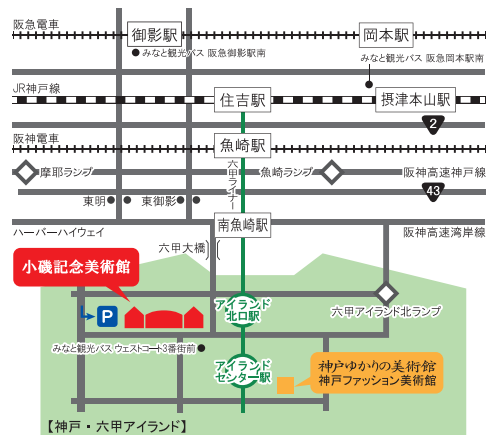 阪急電車
御影駅
岡本駅
みなと観光バス 阪急御影駅南
みなと観光バス 阪急岡本駅南
JR神戸線
住吉駅
摂津本山駅
2
阪神電車
魚崎駅
摩耶ランプ
六甲ライナー
魚崎ランプ
阪神高速神戸線
43
東明
東御影
南魚崎駅
ハーバーハイウェイ
阪神高速湾岸線
六甲大橋
小磯記念美術館
P
アイランド
北口駅
六甲アイランド北ランプ
みなと観光バス ウェストコート3番街前
アイランド
センター駅
神戸ゆかりの美術館
神戸ファッション美術館
【神戸・六甲アイランド】